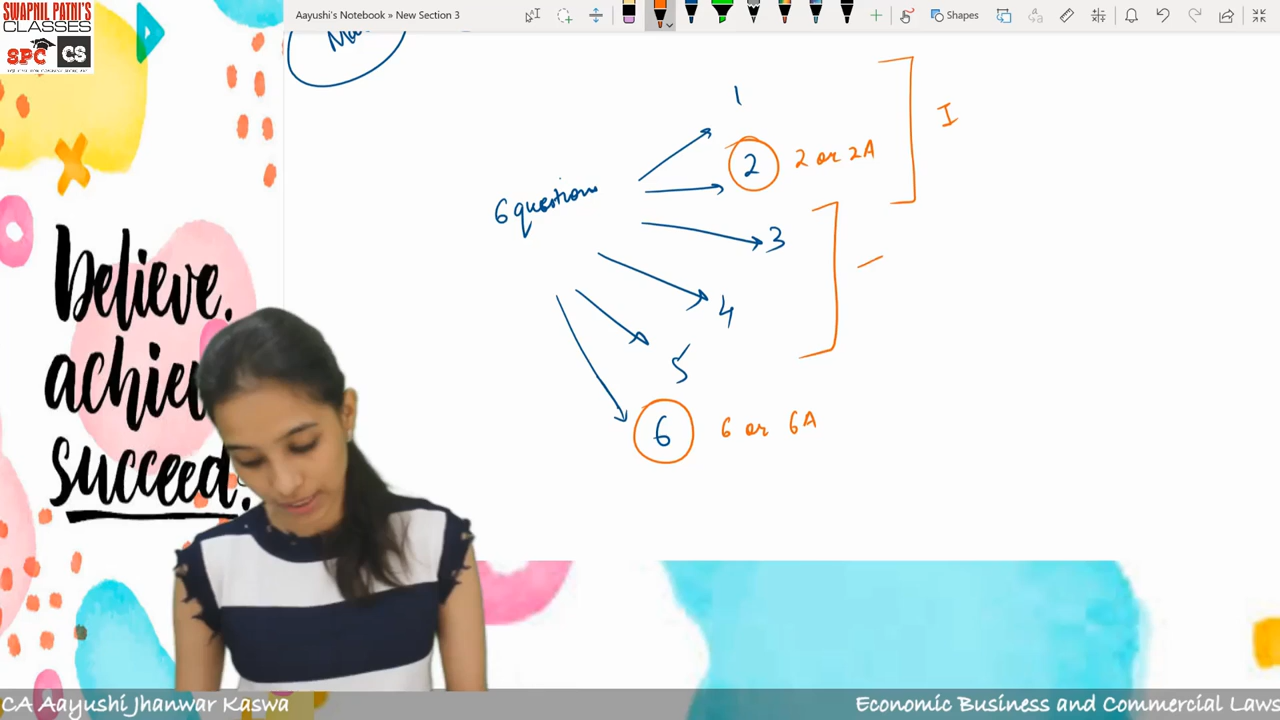 SWAPNIL PATNI'S
CLASSES
SPC CS
Aayushi's Notebook » New Section 3
Shapes
1
I
2 2 or 2A
6 questions
3
4
5
6 6 or 6A
believe.
achieve
succeed.
CA Aayushi Jhanwar Kaswa
Economic Business and Commercial Laws